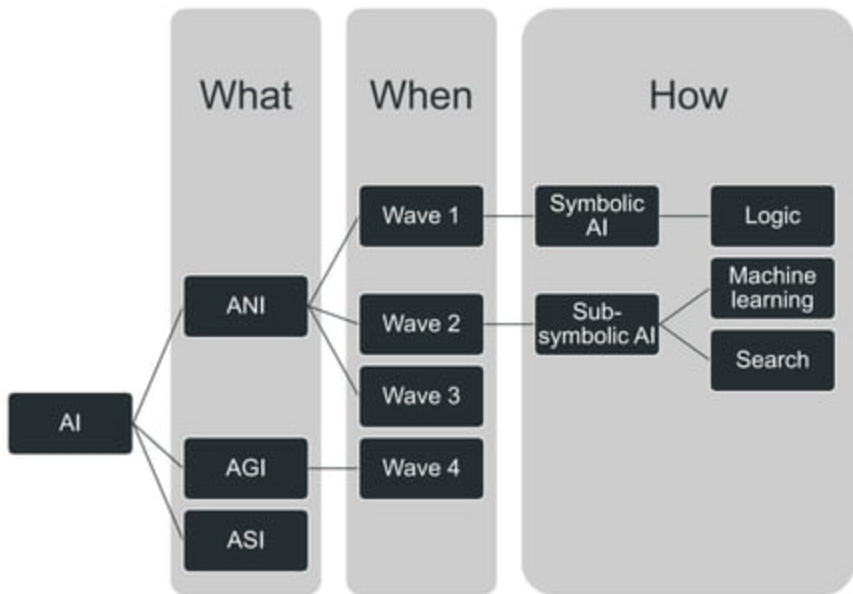 What
When
How
AI
ANI
AGI
ASI
Wave 1
Wave 2
Wave 3
Wave 4
Symbolic
AI
Sub-
symbolic AI
Logic
Machine
learning
Search